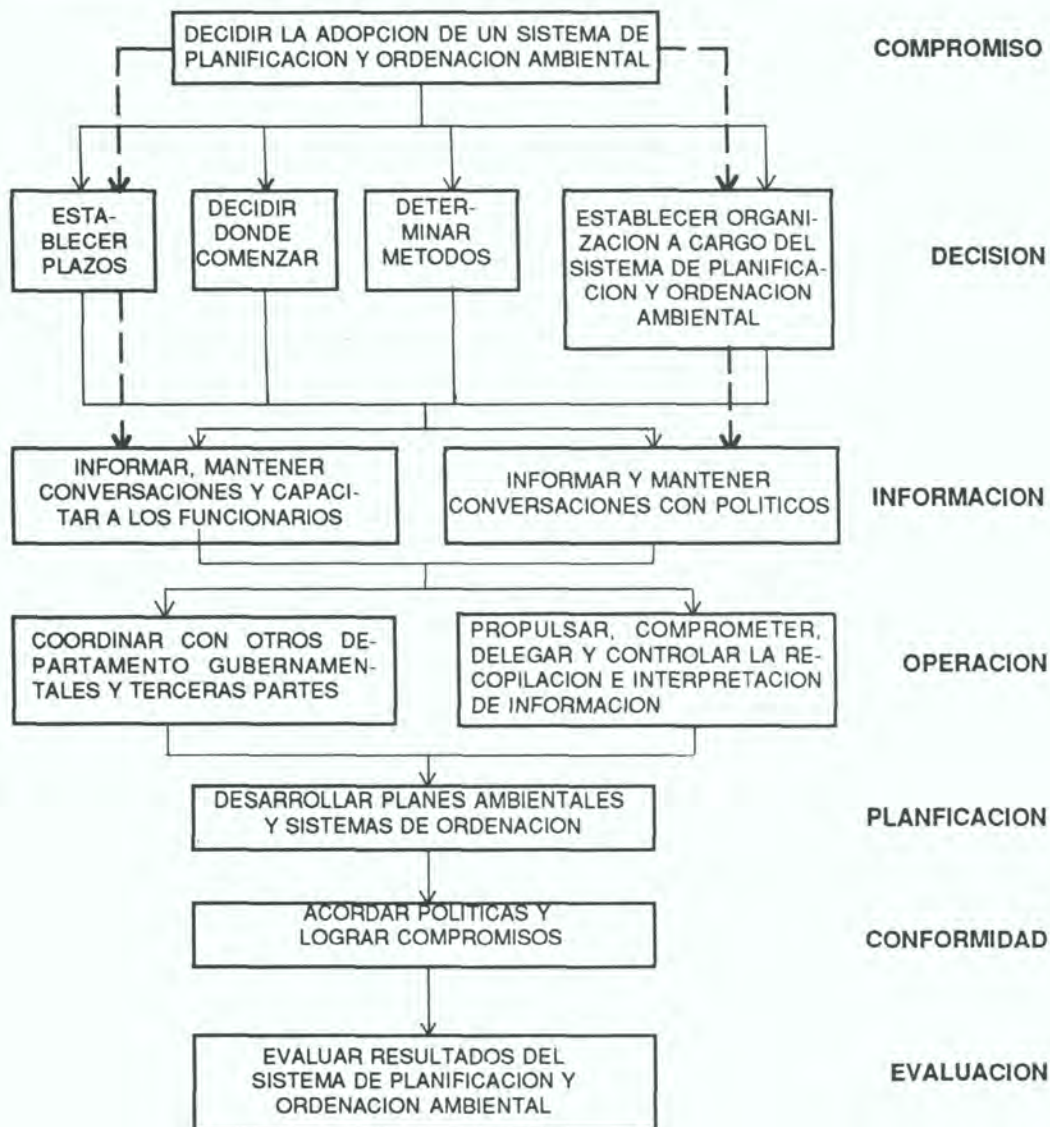 DECIDIR LA ADOPCION DE UN SISTEMA DE
PLANIFICACION Y ORDENACION AMBIENTAL
COMPROMISO
ESTA-
BLECER
PLAZOS
DECIDIR
DONDE
COMENZAR
DETER-
MINAR
METODOS
ESTABLECER ORGANI-
ZACION A CARGO DEL
SISTEMA DE PLANIFICA-
CION Y ORDENACION
AMBIENTAL
DECISION
INFORMAR, MANTENER
CONVERSACIONES Y CAPACI-
TAR A LOS FUNCIONARIOS
INFORMAR Y MANTENER
CONVERSACIONES CON POLITICOS
INFORMACION
COORDINAR CON OTROS DE-
PARTAMENTO GUBERNAMEN-
TALES Y TERCERAS PARTES
PROPULSAR, COMPROMETER,
DELEGAR Y CONTROLAR LA RE-
COPILACION E INTERPRETACION
DE INFORMACION
OPERACION
DESARROLLAR PLANES AMBIENTALES
Y SISTEMAS DE ORDENACION
PLANFICACION
ACORDAR POLITICAS Y
LOGRAR COMPROMISOS
CONFORMIDAD
EVALUAR RESULTADOS DEL
SISTEMA DE PLANIFICACION Y
ORDENACION AMBIENTAL
EVALUACION